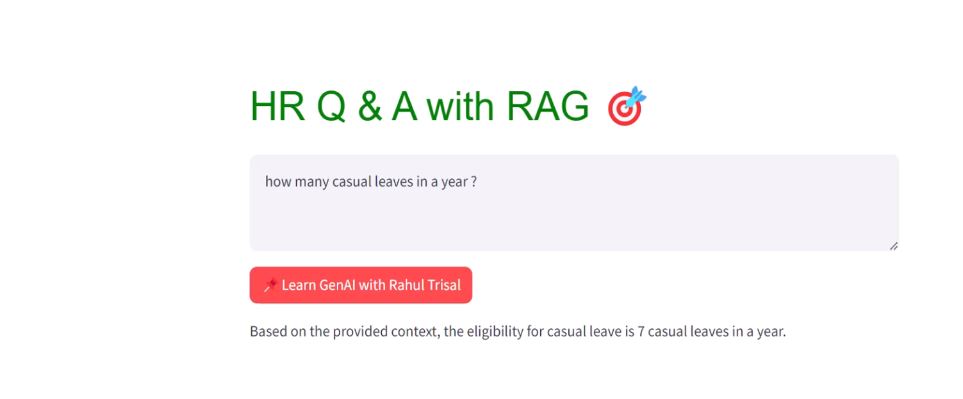 HR Q & A with RAG 🎯
how many casual leaves in a year ?
📌 Learn GenAI with Rahul Trisal
Based on the provided context, the eligibility for casual leave is 7 casual leaves in a year.